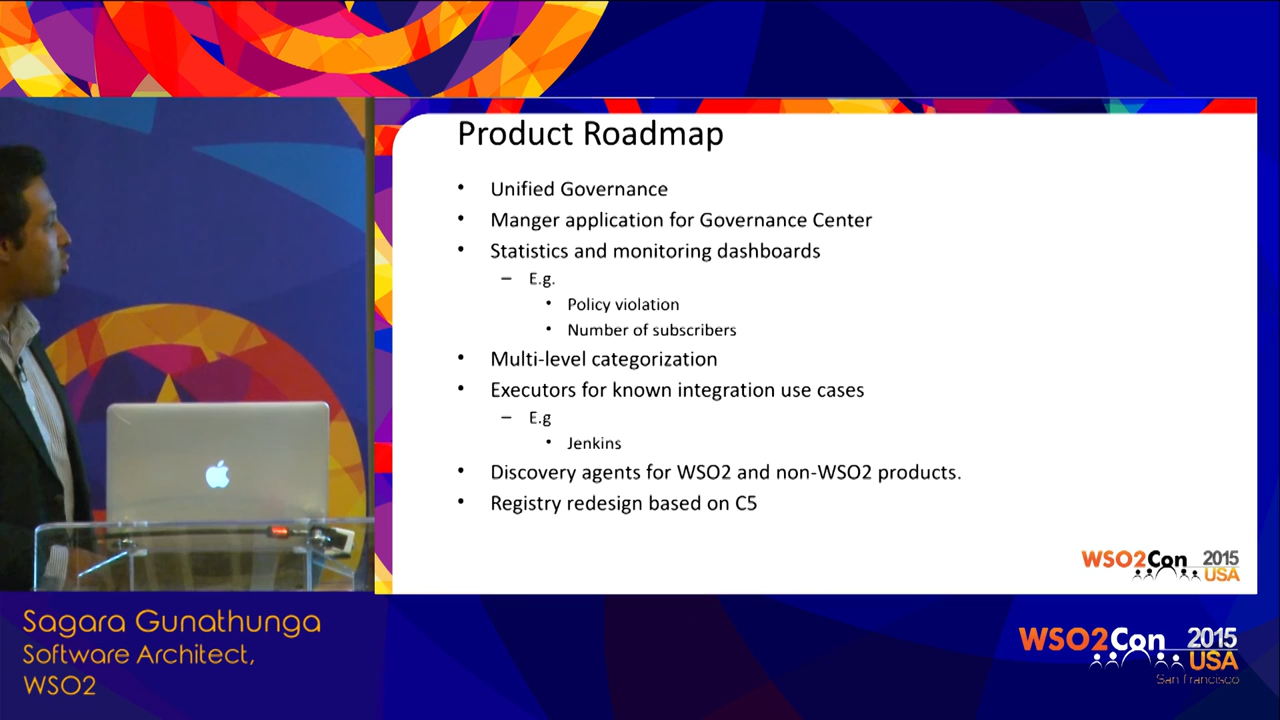 Product Roadmap
• Unified Governance
• Manger application for Governance Center
• Statistics and monitoring dashboards
– E.g.
• Policy violation
• Number of subscribers
• Multi-level categorization
• Executors for known integration use cases
– E.g
• Jenkins
• Discovery agents for WSO2 and non-WSO2 products.
• Registry redesign based on C5
WSO2Con 2015
USA
Sagara Gunathunga
Software Architect,
WSO2
WSO2Con 2015
USA
San Francisco